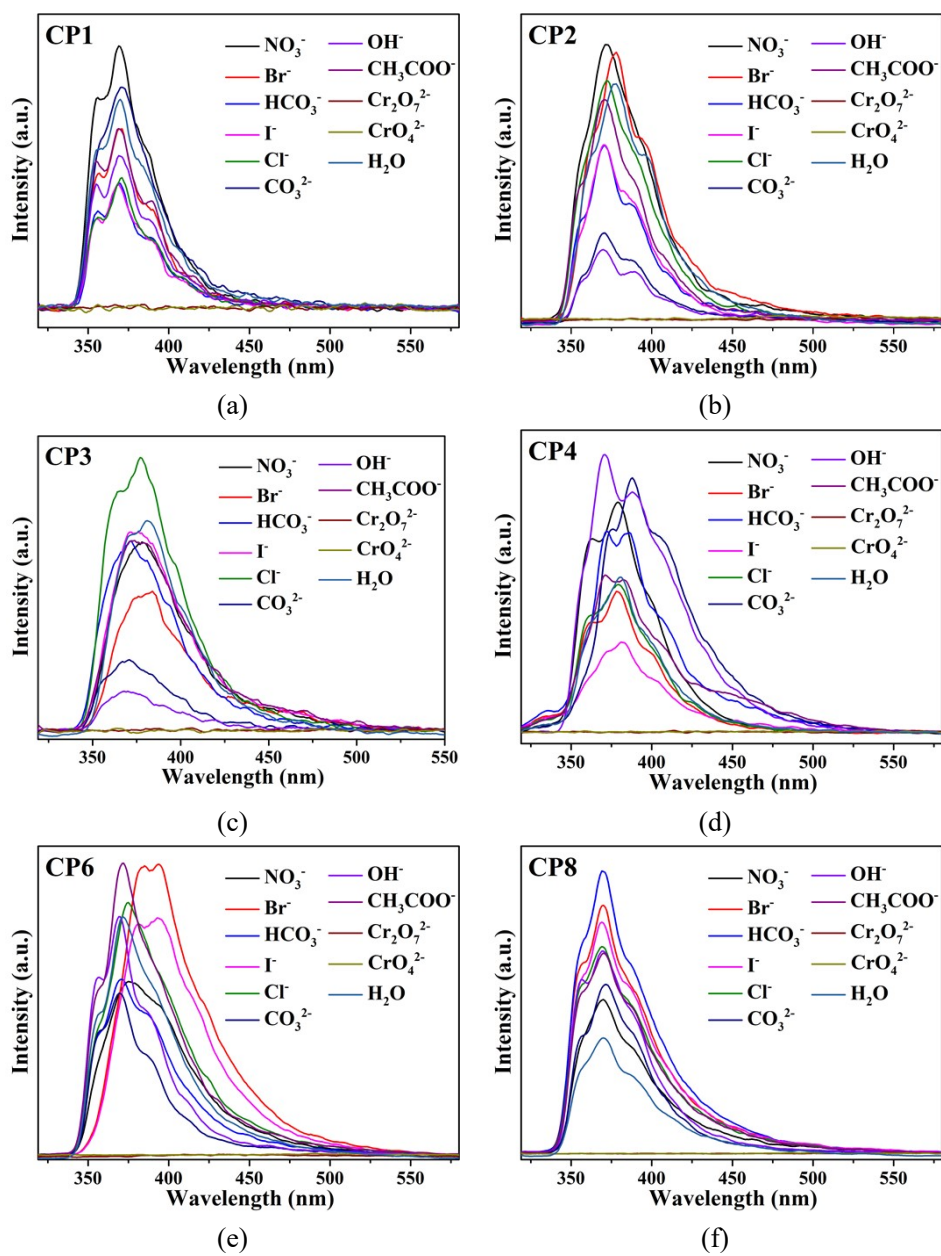 CP1
NO₃⁻ OH⁻
Br⁻ CH₃COO⁻
HCO₃⁻ Cr₂O₇²⁻
I⁻ CrO₄²⁻
Cl⁻ H₂O
CO₃²⁻
Intensity (a.u.)
350 400 450 500 550
Wavelength (nm)
(a)
CP2
NO₃⁻ OH⁻
Br⁻ CH₃COO⁻
HCO₃⁻ Cr₂O₇²⁻
I⁻ CrO₄²⁻
Cl⁻ H₂O
CO₃²⁻
Intensity (a.u.)
350 400 450 500 550
Wavelength (nm)
(b)
CP3
NO₃⁻ OH⁻
Br⁻ CH₃COO⁻
HCO₃⁻ Cr₂O₇²⁻
I⁻ CrO₄²⁻
Cl⁻ H₂O
CO₃²⁻
Intensity (a.u.)
350 400 450 500 550
Wavelength (nm)
(c)
CP4
NO₃⁻ OH⁻
Br⁻ CH₃COO⁻
HCO₃⁻ Cr₂O₇²⁻
I⁻ CrO₄²⁻
Cl⁻ H₂O
CO₃²⁻
Intensity (a.u.)
350 400 450 500 550
Wavelength (nm)
(d)
CP6
NO₃⁻ OH⁻
Br⁻ CH₃COO⁻
HCO₃⁻ Cr₂O₇²⁻
I⁻ CrO₄²⁻
Cl⁻ H₂O
CO₃²⁻
Intensity (a.u.)
350 400 450 500 550
Wavelength (nm)
(e)
CP8
NO₃⁻ OH⁻
Br⁻ CH₃COO⁻
HCO₃⁻ Cr₂O₇²⁻
I⁻ CrO₄²⁻
Cl⁻ H₂O
CO₃²⁻
Intensity (a.u.)
350 400 450 500 550
Wavelength (nm)
(f)